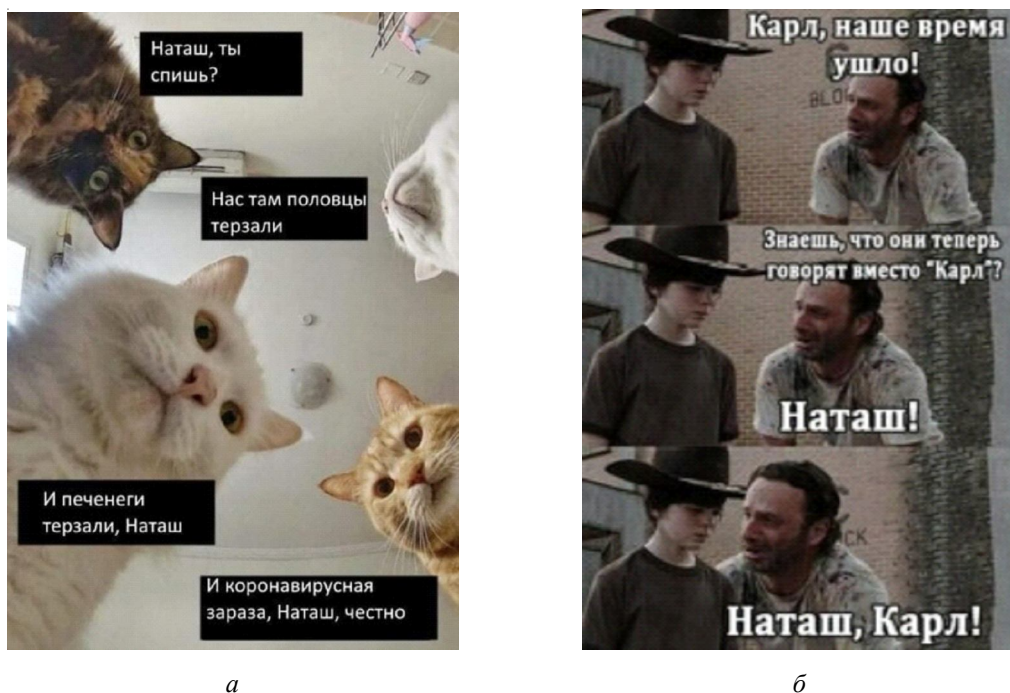 Наташ, ты
спишь?
Нас там половцы
терзали
И печенеги
терзали, Наташ
И коронавирусная
зараза, Наташ, честно
а
Карл, наше время
ушло!
Знаешь, что они теперь
говорят вместо "Карл"?
Наташ!
Наташ, Карл!
б